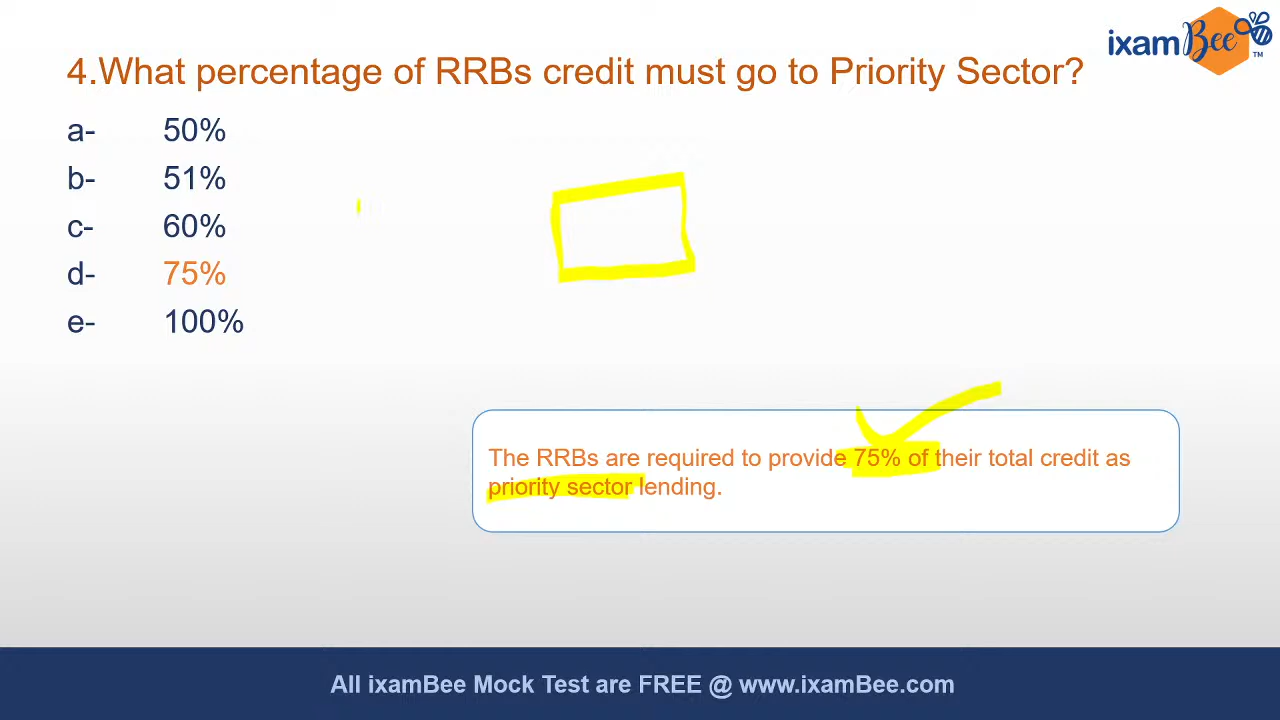 ixamBee™
4.What percentage of RRBs credit must go to Priority Sector?
a- 50%
b- 51%
c- 60%
d- 75%
e- 100%
The RRBs are required to provide 75% of their total credit as
priority sector lending.
All ixamBee Mock Test are FREE @ www.ixamBee.com